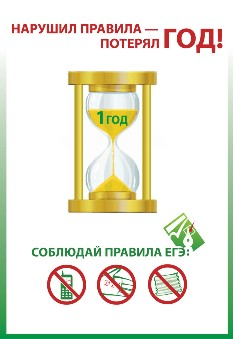 НАРУШИЛ ПРАВИЛА —
ПОТЕРЯЛ ГОД!
1 год
СОБЛЮДАЙ ПРАВИЛА ЕГЭ: